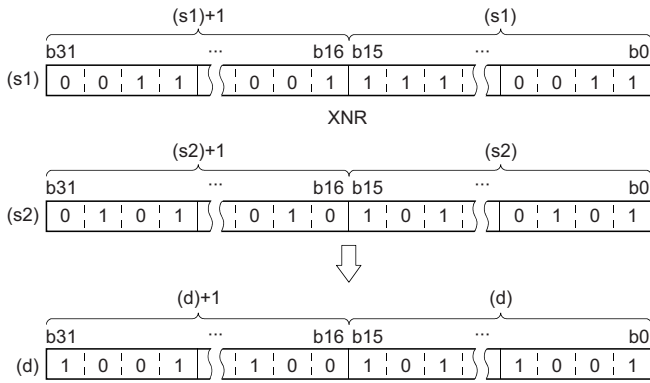 (s1)+1 (s1)
b31 ... b16 b15 ... b0
(s1) 0 0 1 1 0 0 1 1 1 1 0 0 1 1
XNR
(s2)+1 (s2)
b31 ... b16 b15 ... b0
(s2) 0 1 0 1 0 1 0 1 0 1 0 1 0 1
(d)+1 (d)
b31 ... b16 b15 ... b0
(d) 1 0 0 1 1 0 0 1 0 1 1 0 0 1